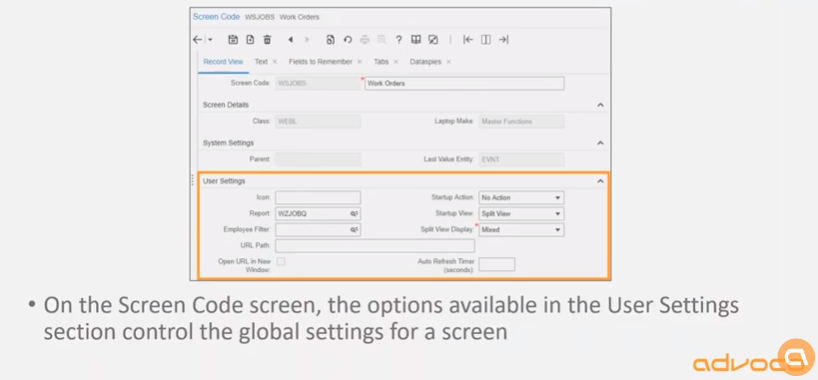 Screen Code WSJOBS Work Orders
Record View Text × Fields to Remember × Tabs × Dataspies ×
Screen Code: WSJOBS * Work Orders
Screen Details
Class: WEBL Laptop Make: Master Functions
System Settings
Parent: Last Value Entity: EVNT
User Settings
Icon: Startup Action: No Action
Report: WZJOBQ Startup View: Split View
Employee Filter: Split View Display: * Mixed
URL Path:
Open URL in New Auto Refresh Timer
Window: (seconds):
• On the Screen Code screen, the options available in the User Settings
section control the global settings for a screen